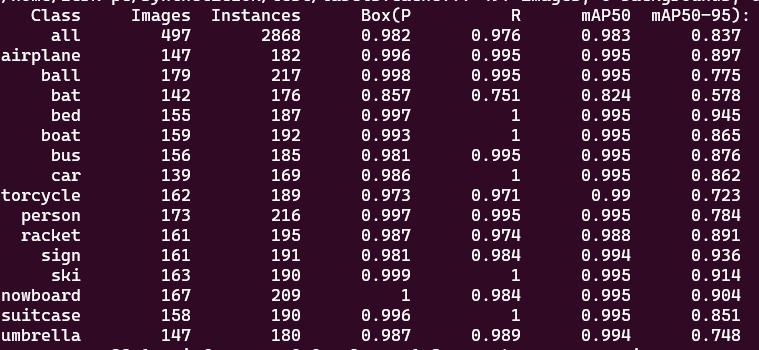 Class Images Instances Box(P R mAP50 mAP50-95):
all 497 2868 0.982 0.976 0.983 0.837
airplane 147 182 0.996 0.995 0.995 0.897
ball 179 217 0.998 0.995 0.995 0.775
bat 142 176 0.857 0.751 0.824 0.578
bed 155 187 0.997 1 0.995 0.945
boat 159 192 0.993 1 0.995 0.865
bus 156 185 0.981 0.995 0.995 0.876
car 139 169 0.986 1 0.995 0.862
torcycle 162 189 0.973 0.971 0.99 0.723
person 173 216 0.997 0.995 0.995 0.784
racket 161 195 0.987 0.974 0.988 0.891
sign 161 191 0.981 0.984 0.994 0.936
ski 163 190 0.999 1 0.995 0.914
nowboard 167 209 1 0.984 0.995 0.904
suitcase 158 190 0.996 1 0.995 0.851
umbrella 147 180 0.987 0.989 0.994 0.748